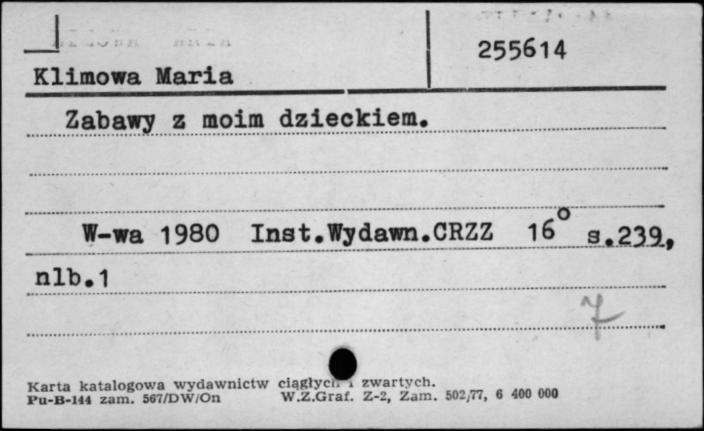 255614
Klimowa Maria
Zabawy z moim dzieckiem.
W-wa 1980 Inst.Wydawn.CRZZ 16° s.239,
nlb.1
7
Karta katalogowa wydawnictw ciągłych i zwartych.
Pu-B-144 zam. 567/DW/On W.Z.Graf. Z-2, Zam. 502/77, 6 400 000